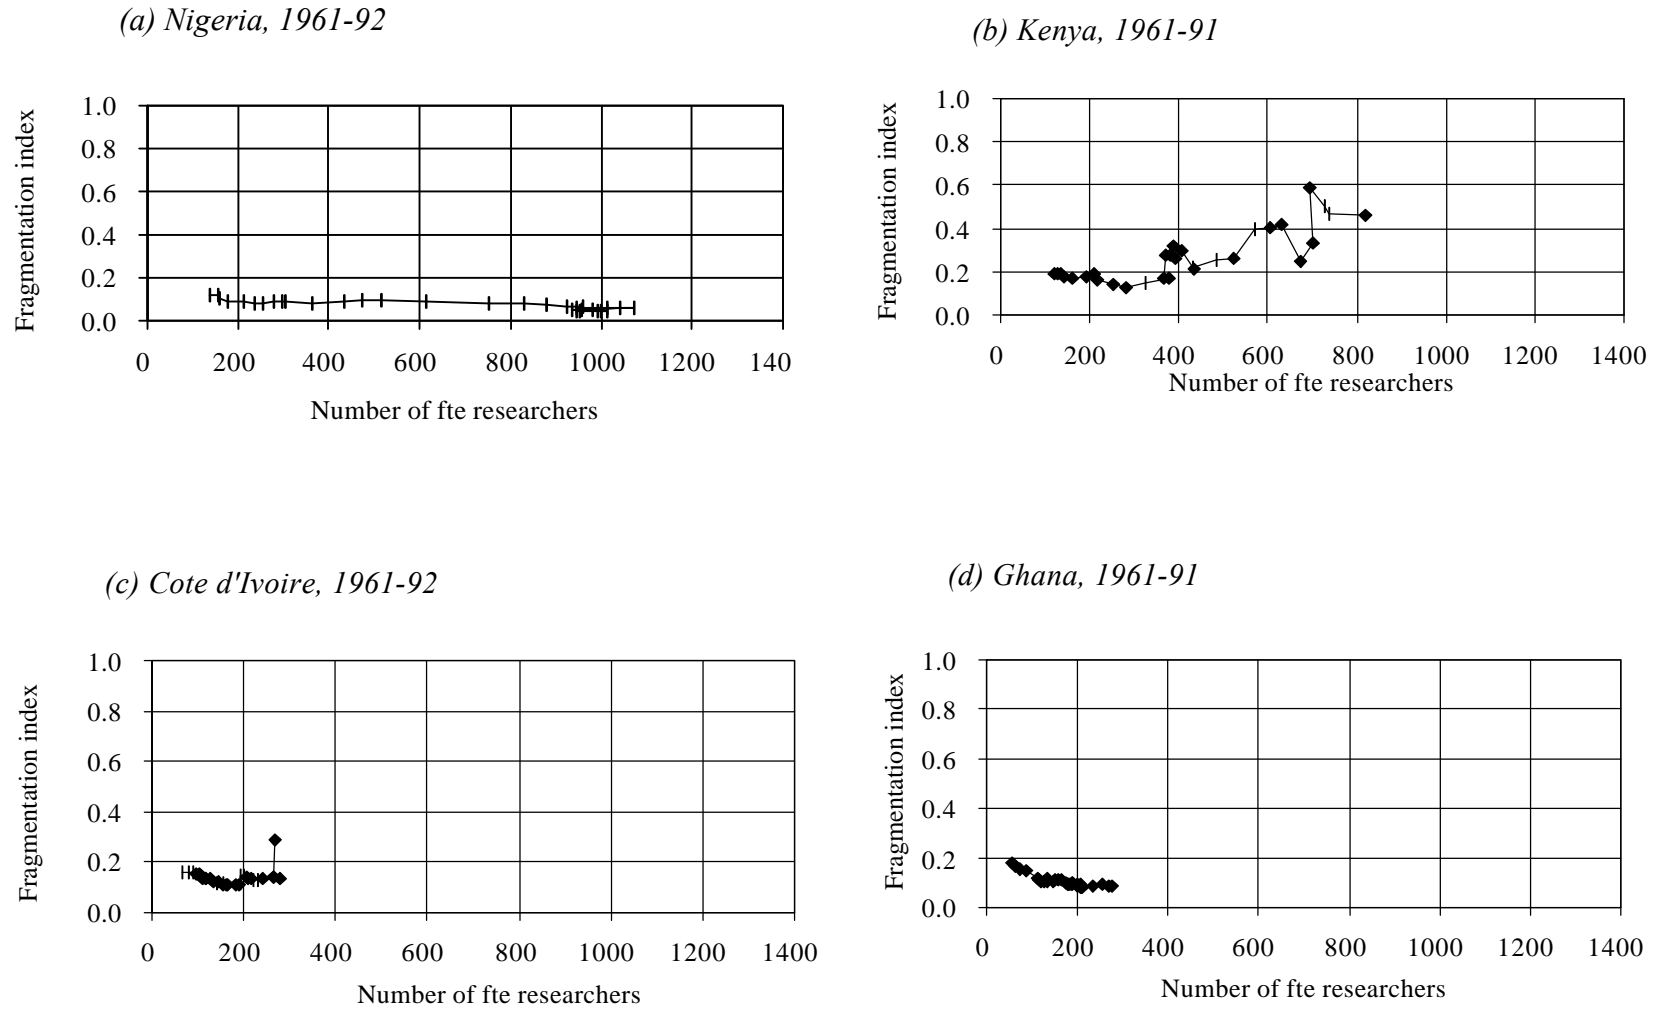 (a) Nigeria, 1961-92
Fragmentation index
1.0
0.8
0.6
0.4
0.2
0.0
0 200 400 600 800 1000 1200 140
Number of fte researchers
(b) Kenya, 1961-91
Fragmentation index
1.0
0.8
0.6
0.4
0.2
0.0
0 200 400 600 800 1000 1200 1400
Number of fte researchers
(c) Cote d'Ivoire, 1961-92
Fragmentation index
1.0
0.8
0.6
0.4
0.2
0.0
0 200 400 600 800 1000 1200 1400
Number of fte researchers
(d) Ghana, 1961-91
Fragmentation index
1.0
0.8
0.6
0.4
0.2
0.0
0 200 400 600 800 1000 1200 1400
Number of fte researchers